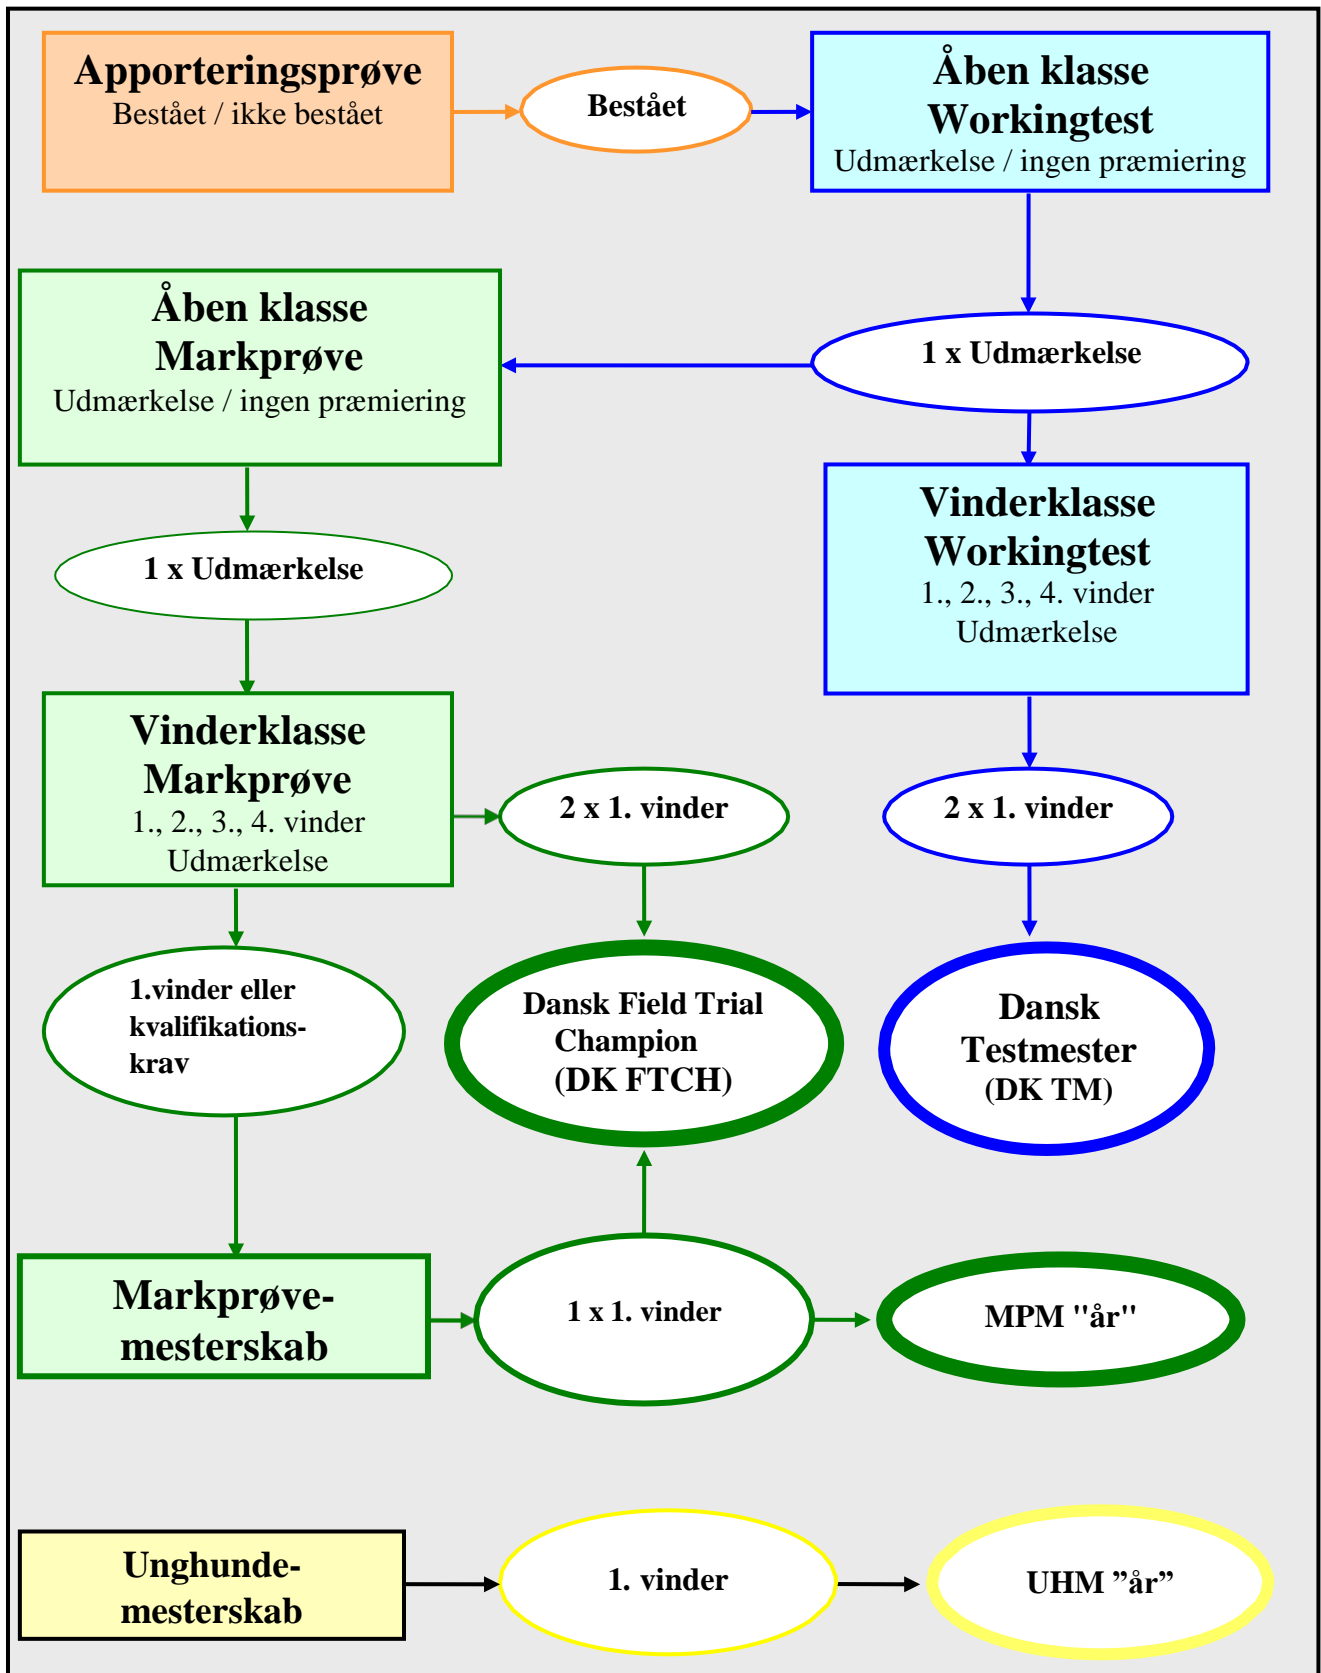 Apporteringsprøve
Bestået / ikke bestået
Bestået
Åben klasse
Workingtest
Udmærkelse / ingen præmiering
Åben klasse
Markprøve
Udmærkelse / ingen præmiering
1 x Udmærkelse
1 x Udmærkelse
Vinderklasse
Workingtest
1., 2., 3., 4. vinder
Udmærkelse
Vinderklasse
Markprøve
1., 2., 3., 4. vinder
Udmærkelse
2 x 1. vinder
2 x 1. vinder
1.vinder eller
kvalifikations-
krav
Dansk Field Trial
Champion
(DK FTCH)
Dansk
Testmester
(DK TM)
Markprøve-
mesterskab
1 x 1. vinder
MPM "år"
Unghunde-
mesterskab
1. vinder
UHM ”år”